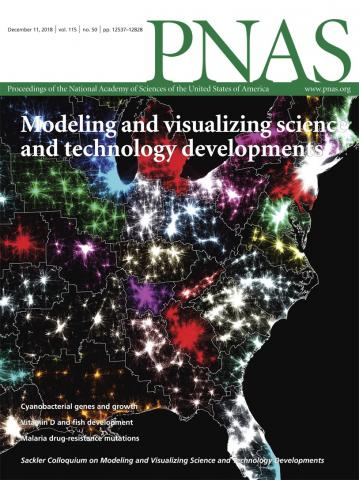 December 11, 2018 | vol. 115 | no. 50 | pp. 12537–12828
PNAS
Proceedings of the National Academy of Sciences of the United States of America www.pnas.org
Modeling and visualizing science
and technology developments
Cyanobacterial genes and growth
Vitamin D and fish development
Malaria drug-resistance mutations
Sackler Colloquium on Modeling and Visualizing Science and Technology Developments